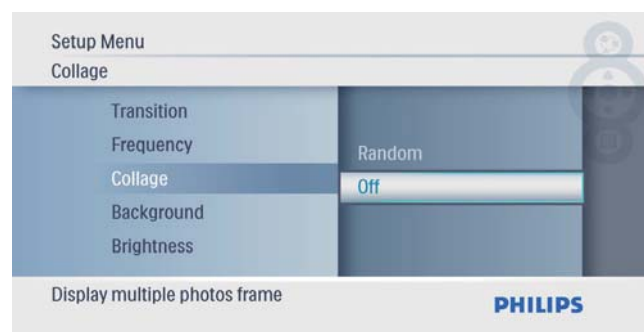 Setup Menu
Collage
Transition
Frequency
Collage
Background
Brightness
Random
Off
Display multiple photos frame
PHILIPS